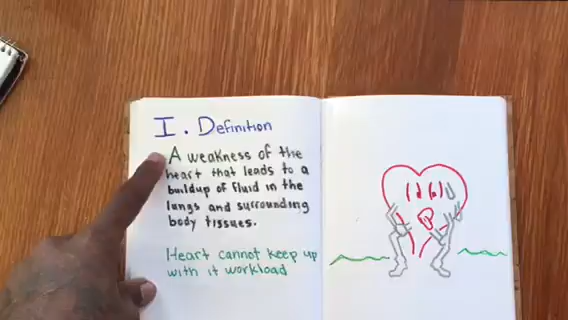 I. Definition
A weakness of the
heart that leads to a
buildup of fluid in the
lungs and surrounding
body tissues.
Heart cannot keep up
with it workload